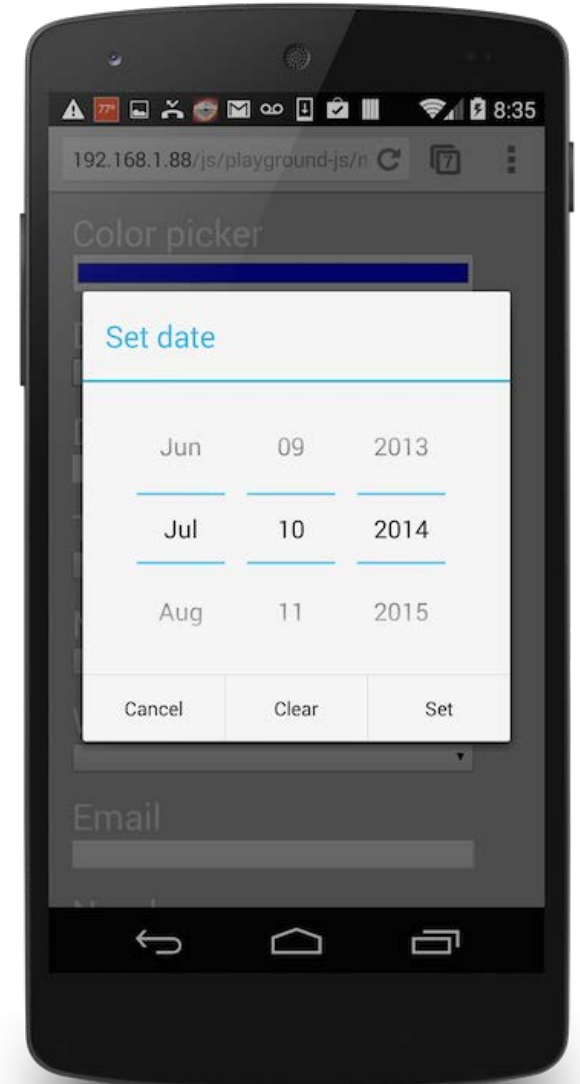 77°
8:35
192.168.1.88/js/playground-js/
7
Color picker
Set date
Jun 09 2013
Jul 10 2014
Aug 11 2015
Cancel Clear Set
Email